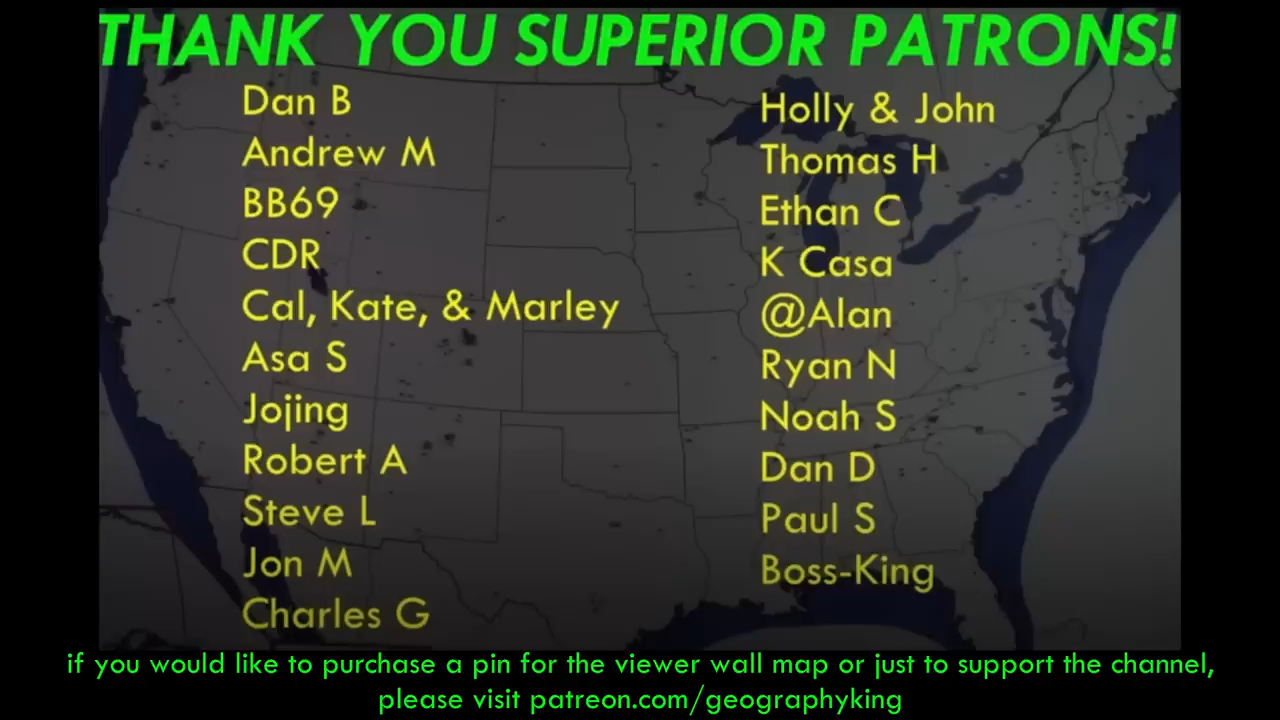 THANK YOU SUPERIOR PATRONS!
Dan B
Andrew M
BB69
CDR
Cal, Kate, & Marley
Asa S
Jojing
Robert A
Steve L
Jon M
Charles G
Holly & John
Thomas H
Ethan C
K Casa
@Alan
Ryan N
Noah S
Dan D
Paul S
Boss-King
if you would like to purchase a pin for the viewer wall map or just to support the channel,
please visit patreon.com/geographyking